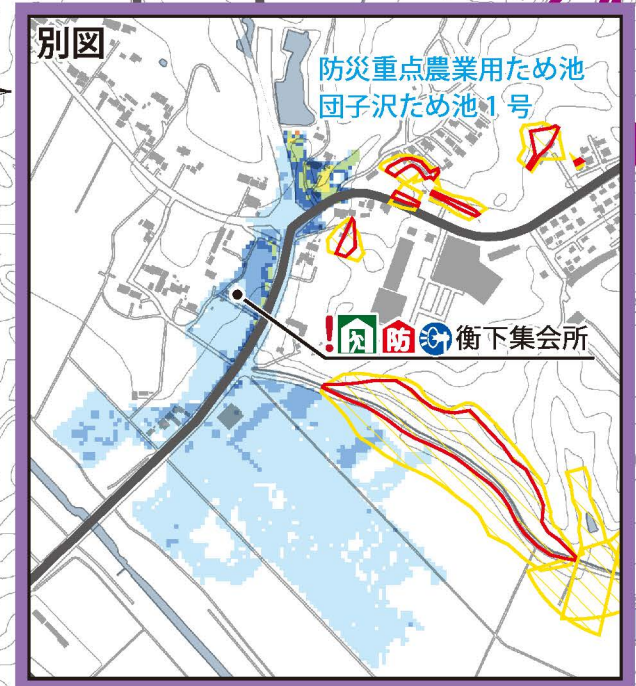 別図
防災重点農業用ため池
団子沢ため池1号
! 防 衡下集会所